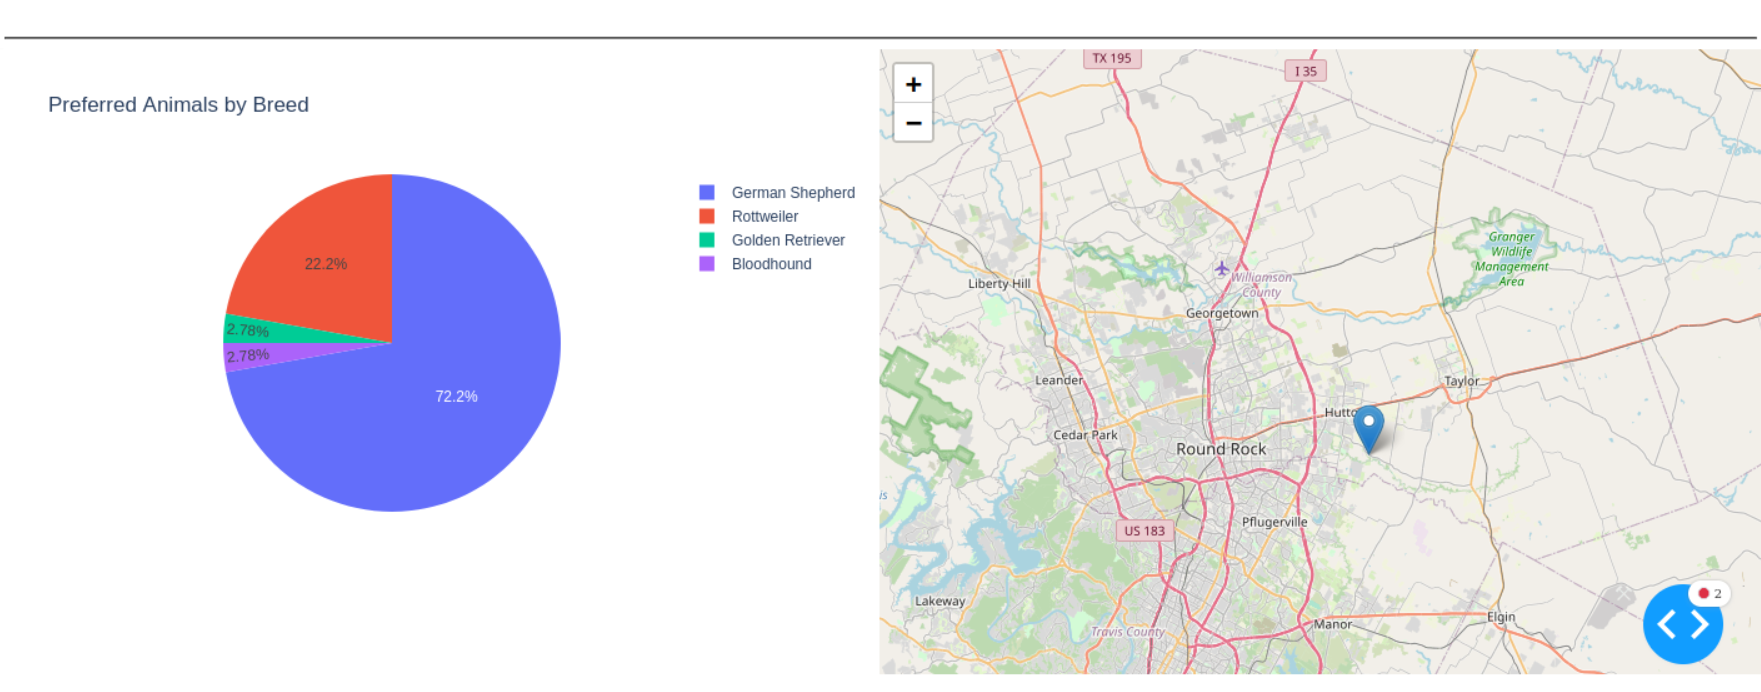 Preferred Animals by Breed
German Shepherd
Rottweiler
Golden Retriever
Bloodhound
22.2%
2.78%
2.78%
72.2%
+
−
TX 195
I 35
Granger
Wildlife
Management
Area
Williamson
County
Liberty Hill
Georgetown
Leander
Taylor
Hutto
Cedar Park
Round Rock
Pflugerville
US 183
Lakeway
Travis County
Manor
Elgin
2